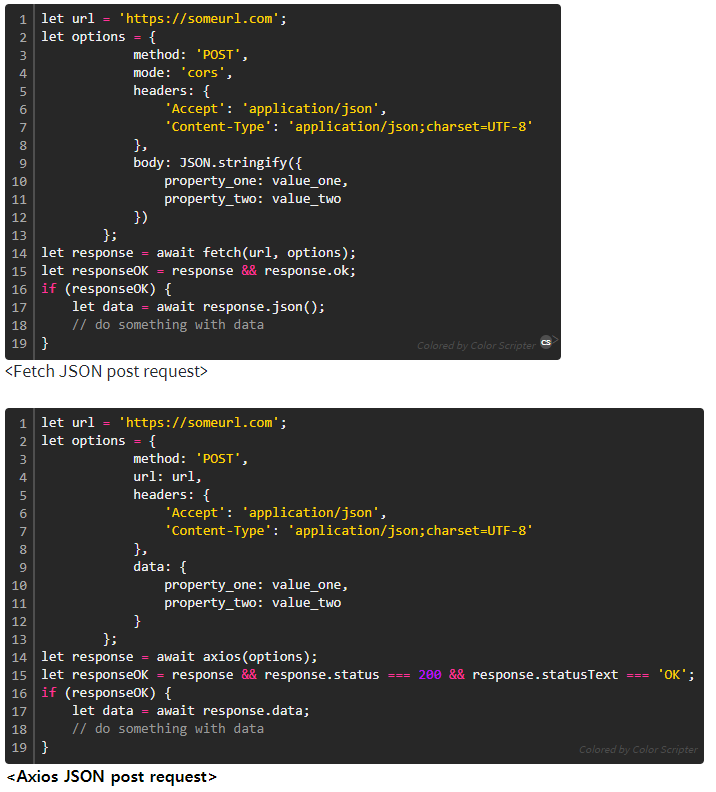 1 let url = 'https://someurl.com';
2 let options = {
3 method: 'POST',
4 mode: 'cors',
5 headers: {
6 'Accept': 'application/json',
7 'Content-Type': 'application/json;charset=UTF-8'
8 },
9 body: JSON.stringify({
10 property_one: value_one,
11 property_two: value_two
12 })
13 };
14 let response = await fetch(url, options);
15 let responseOK = response && response.ok;
16 if (responseOK) {
17 let data = await response.json();
18 // do something with data
19 }
Colored by Color Scripter CS
<Fetch JSON post request>
1 let url = 'https://someurl.com';
2 let options = {
3 method: 'POST',
4 url: url,
5 headers: {
6 'Accept': 'application/json',
7 'Content-Type': 'application/json;charset=UTF-8'
8 },
9 data: {
10 property_one: value_one,
11 property_two: value_two
12 }
13 };
14 let response = await axios(options);
15 let responseOK = response && response.status === 200 && response.statusText === 'OK';
16 if (responseOK) {
17 let data = await response.data;
18 // do something with data
19 }
Colored by Color Scripter
<Axios JSON post request>